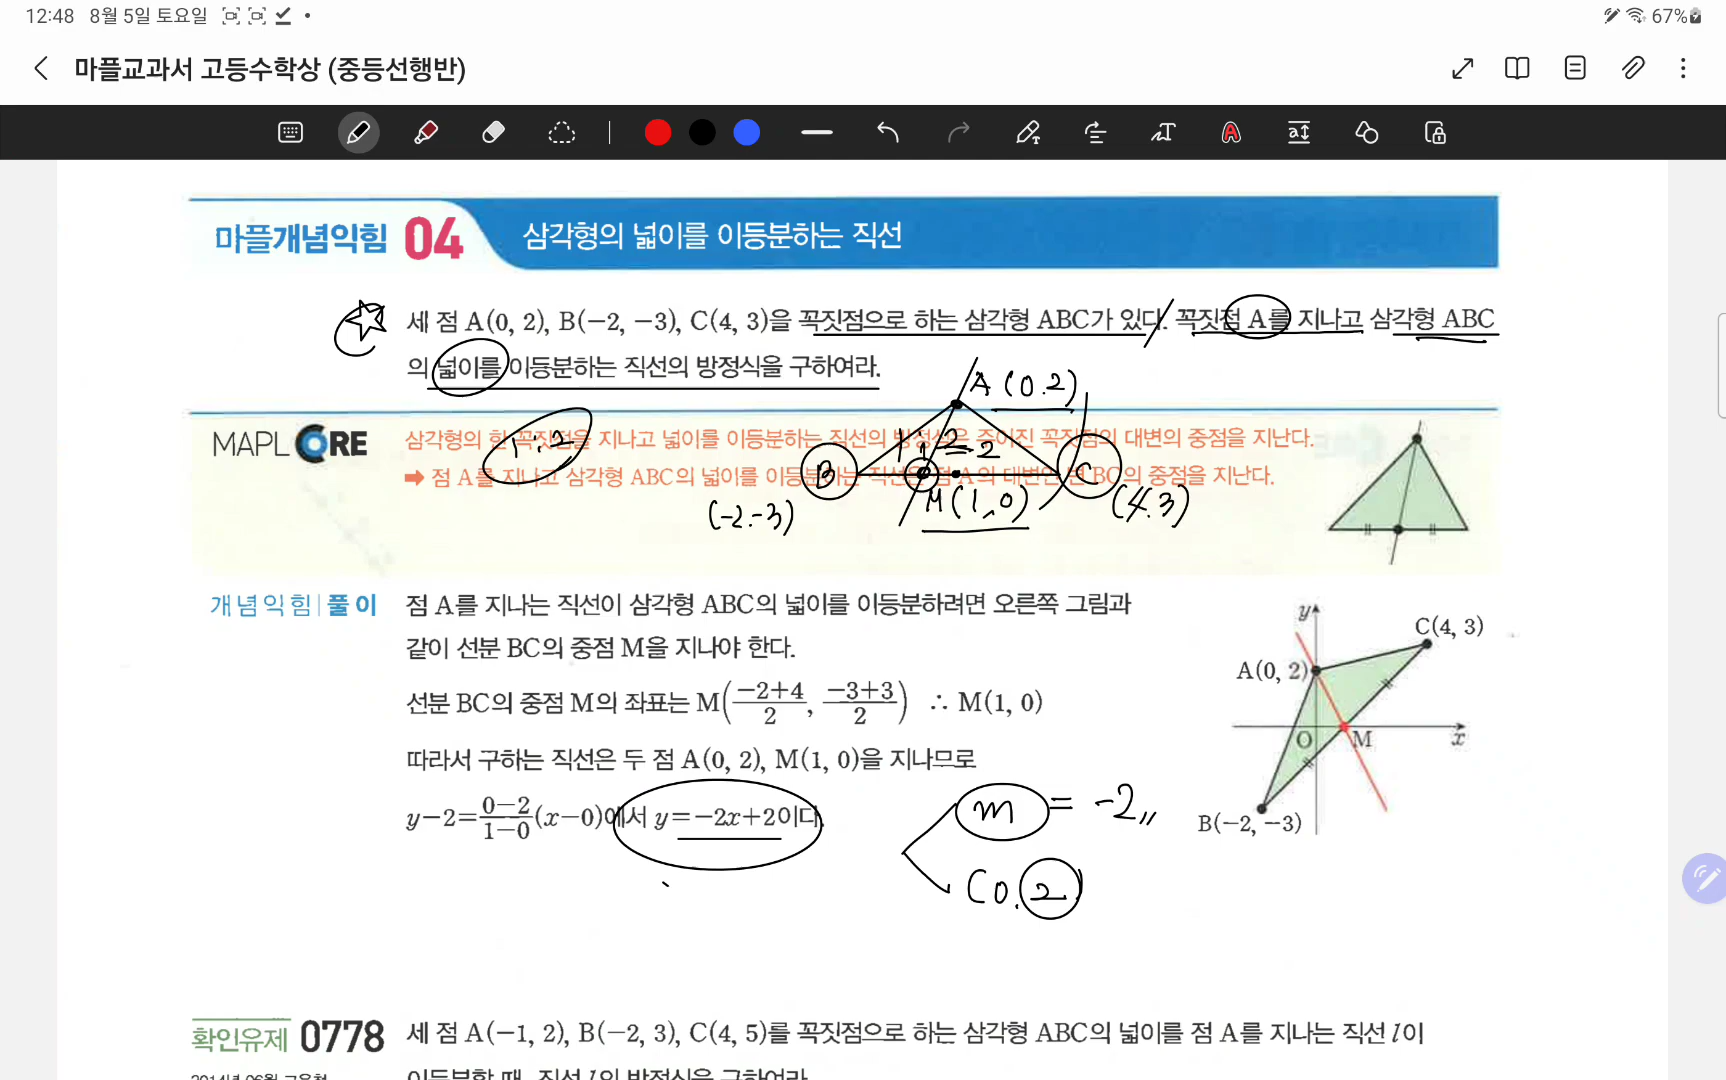 12:48 8월 5일 토요일 67%
마플교과서 고등수학상 (중등선행반)
마플개념익힘 04 삼각형의 넓이를 이등분하는 직선
세 점 A(0, 2), B(−2, −3), C(4, 3)을 꼭짓점으로 하는 삼각형 ABC가 있다. 꼭짓점 A를 지나고 삼각형 ABC
의 넓이를 이등분하는 직선의 방정식을 구하여라.
A (0.2)
MAPL CORE 삼각형의 한 꼭짓점을 지나고 넓이를 이등분하는 직선의 방정식은 주어진 꼭짓점의 대변의 중점을 지난다.
1:2
➡ 점 A를 지나고 삼각형 ABC의 넓이를 이등분하는 직선은 점 A의 대변인 변 BC의 중점을 지난다.
B
C
(-2.-3)
M(1,0)
(4.3)
개념익힘 | 풀이 점 A를 지나는 직선이 삼각형 ABC의 넓이를 이등분하려면 오른쪽 그림과
같이 선분 BC의 중점 M을 지나야 한다.
선분 BC의 중점 M의 좌표는 M((−2+4)/2, (−3+3)/2) ∴ M(1, 0)
따라서 구하는 직선은 두 점 A(0, 2), M(1, 0)을 지나므로
y−2=(0−2)/(1−0)(x−0)에서 y=−2x+2이다.
m = -2
(0.2)
y
C(4, 3)
A(0, 2)
O M x
B(−2, −3)
확인유제 0778 세 점 A(−1, 2), B(−2, 3), C(4, 5)를 꼭짓점으로 하는 삼각형 ABC의 넓이를 점 A를 지나는 직선 l이
이등분할 때, 직선 l의 방정식을 구하여라.